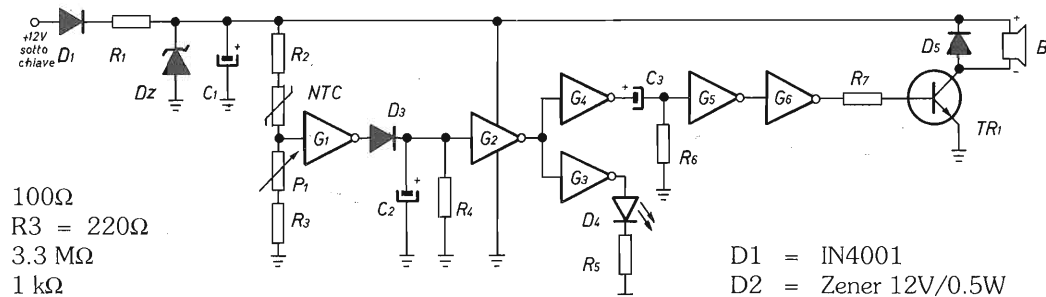 +12V
sotto
chiave
D1
R1
DZ
C1
+
R2
NTC
P1
R3
G1
D3
C2
+
R4
G2
G4
G3
D4
R5
C3
+
R6
G5
G6
R7
TR1
D5
+
-
B
100Ω
R3 = 220Ω
3.3 MΩ
1 kΩ
D1 = IN4001
D2 = Zener 12V/0.5W